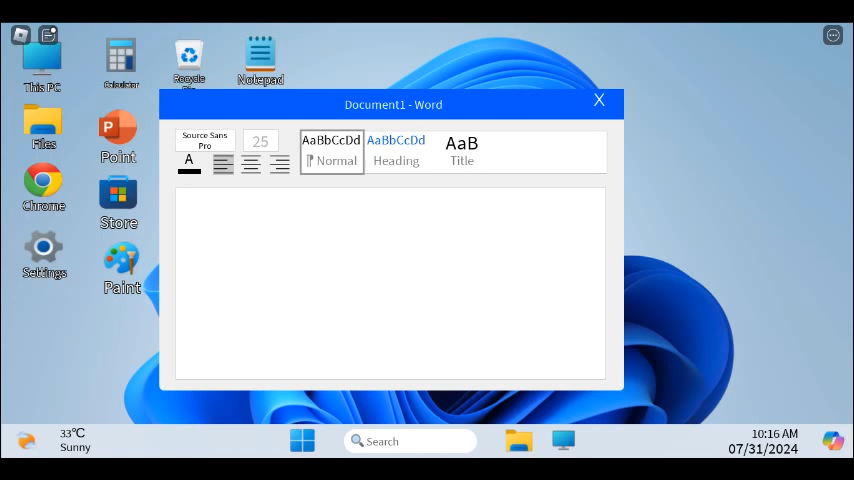 This PC
Calculator
Recycle
Notepad
Files
Point
Chrome
Store
Settings
Paint
Document1 - Word
X
Source Sans
Pro
25
A
AaBbCcDd
¶ Normal
AaBbCcDd
Heading
AaB
Title
33℃
Sunny
Search
10:16 AM
07/31/2024